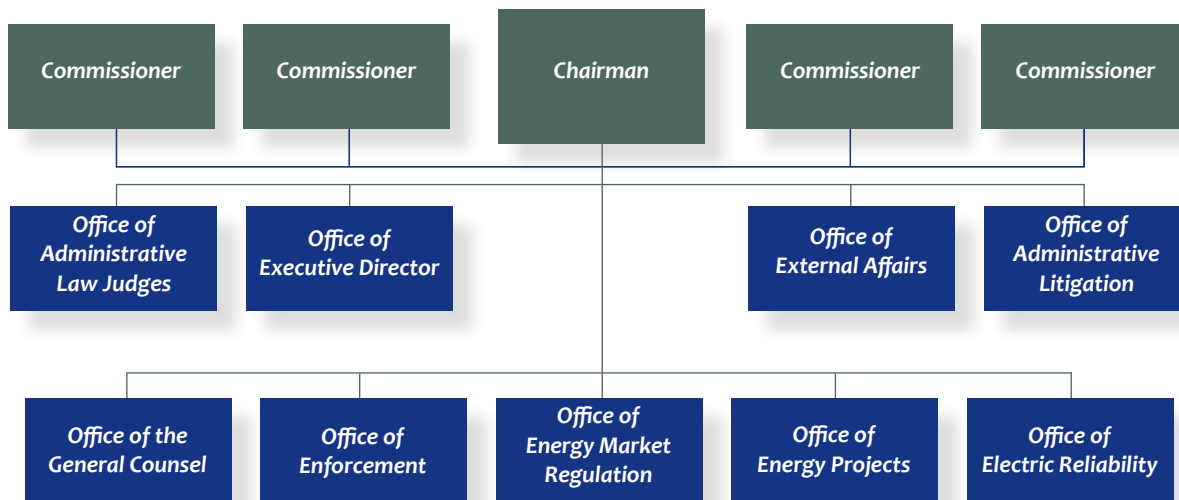 Commissioner
Commissioner
Chairman
Commissioner
Commissioner
Office of
Administrative
Law Judges
Office of
Executive Director
Office of
External Affairs
Office of
Administrative
Litigation
Office of the
General Counsel
Office of
Enforcement
Office of
Energy Market
Regulation
Office of
Energy Projects
Office of
Electric Reliability